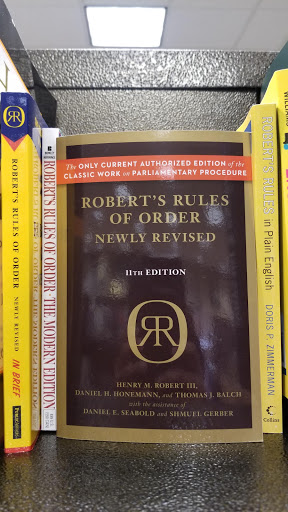 ROBERT'S RULES OF ORDER
NEWLY REVISED
IN BRIEF
ROBERT'S RULES OF ORDER: THE MODERN EDITION
The ONLY CURRENT AUTHORIZED EDITION of the
CLASSIC WORK on PARLIAMENTARY PROCEDURE
ROBERT'S RULES
OF ORDER
NEWLY REVISED
11TH EDITION
ROR
HENRY M. ROBERT III,
DANIEL H. HONEMANN, and THOMAS J. BALCH
with the assistance of
DANIEL E. SEABOLD and SHMUEL GERBER
ROBERT'S RULES in Plain English
DORIS P. ZIMMERMAN
Collins